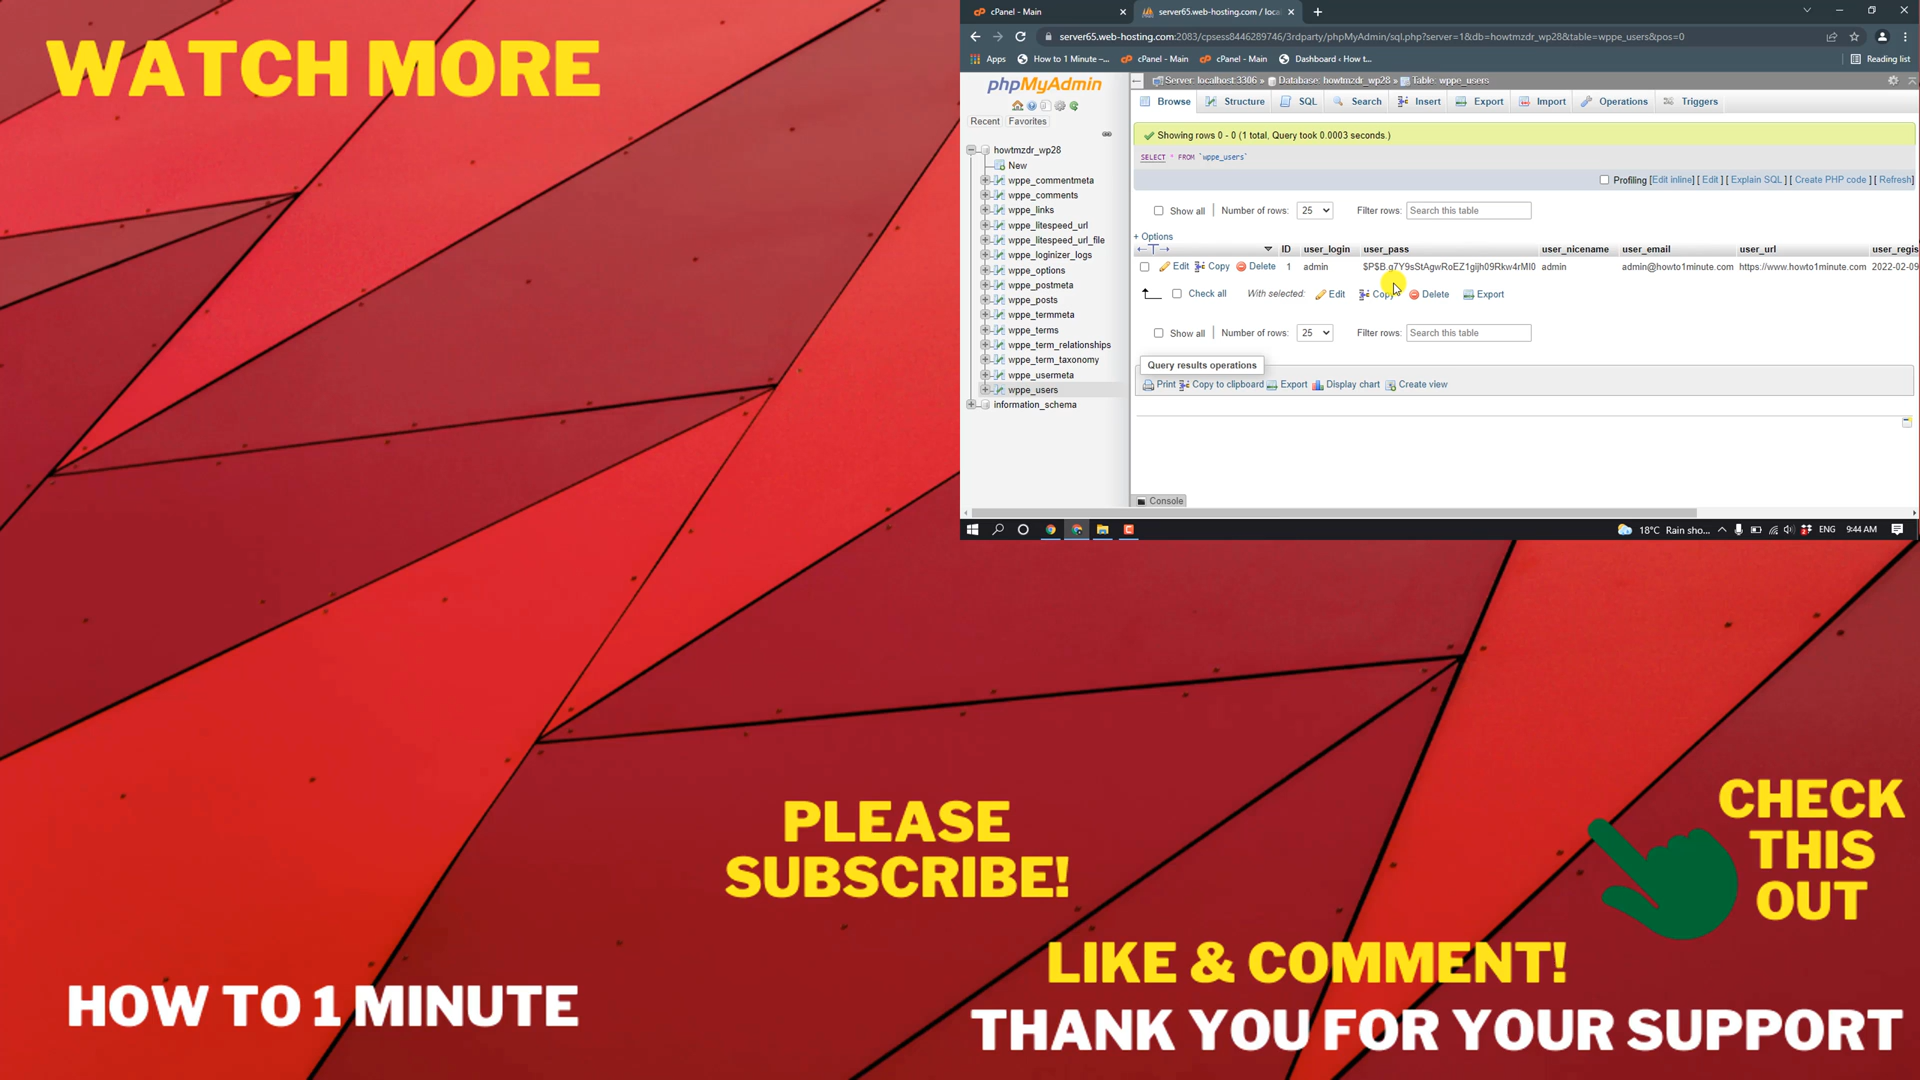 WATCH MORE
cPanel - Main
server65.web-hosting.com / loca
server65.web-hosting.com:2083/cpsess8446289746/3rdparty/phpMyAdmin/sql.php?server=1&db=howtmzdr_wp28&table=wppe_users&pos=0
Apps How to 1 Minute –... cPanel - Main cPanel - Main Dashboard ‹ How t... Reading list
phpMyAdmin
Recent Favorites
howtmzdr_wp28
New
wppe_commentmeta
wppe_comments
wppe_links
wppe_litespeed_url
wppe_litespeed_url_file
wppe_loginizer_logs
wppe_options
wppe_postmeta
wppe_posts
wppe_termmeta
wppe_terms
wppe_term_relationships
wppe_term_taxonomy
wppe_usermeta
wppe_users
information_schema
Server: localhost:3306 » Database: howtmzdr_wp28 » Table: wppe_users
Browse Structure SQL Search Insert Export Import Operations Triggers
Showing rows 0 - 0 (1 total, Query took 0.0003 seconds.)
SELECT * FROM `wppe_users`
Profiling [Edit inline] [ Edit ] [ Explain SQL ] [ Create PHP code ] [ Refresh]
Show all Number of rows: 25 Filter rows: Search this table
+ Options
ID user_login user_pass user_nicename user_email user_url user_regis
Edit Copy Delete 1 admin admin admin@howto1minute.com https://www.howto1minute.com 2022-02-09
Check all With selected: Edit Copy Delete Export
Show all Number of rows: 25 Filter rows: Search this table
Query results operations
Print Copy to clipboard Export Display chart Create view
Console
18°C Rain sho... ENG 9:44 AM
PLEASE
SUBSCRIBE!
CHECK
THIS
OUT
LIKE & COMMENT!
HOW TO 1 MINUTE
THANK YOU FOR YOUR SUPPORT